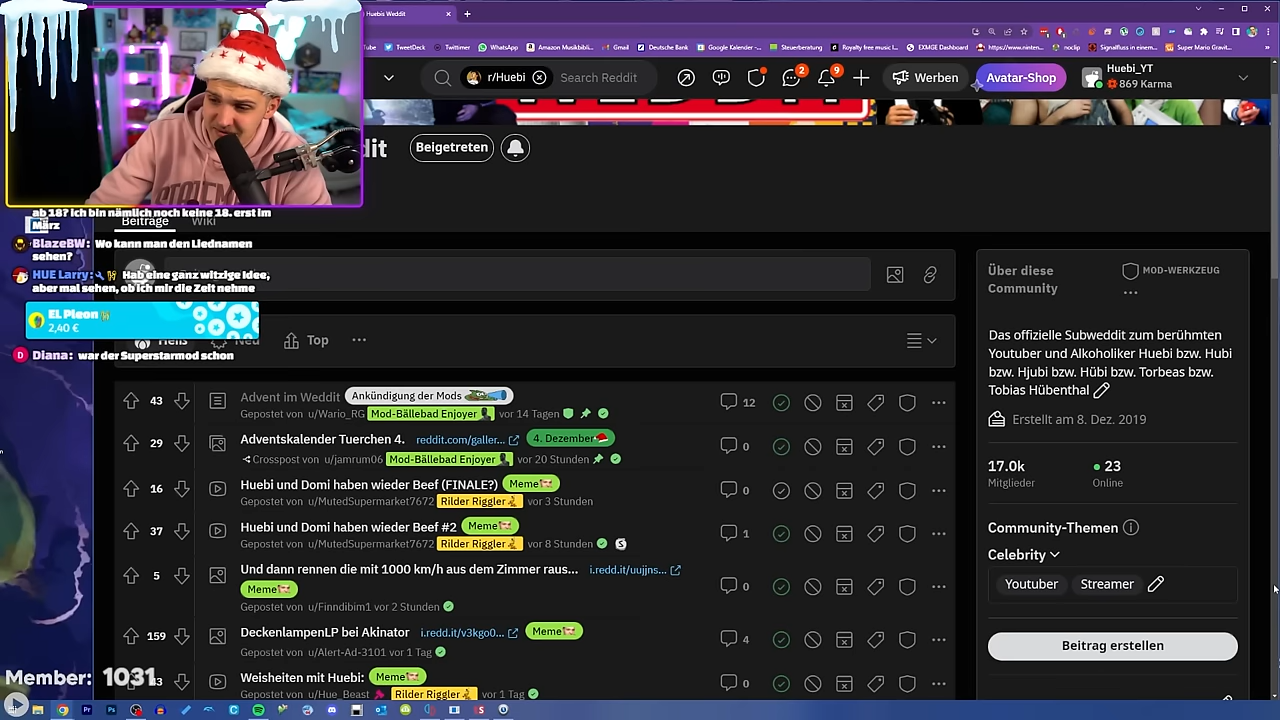 Huebis Weddit
Tube TweetDeck Twittimer WhatsApp Amazon Musikbibli... Gmail Deutsche Bank Google Kalender -... Steuerberatung Royalty free music l... EXMGE Dashboard https://www.ninten... noclip Signalfluss in einem... Super Mario Gravit...
r/Huebi Search Reddit 2 9 Werben Avatar-Shop Huebi_YT
869 Karma
dit Beigetreten
ab 18? ich bin nämlich noch keine 18. erst im
März
Beiträge Wiki
BlazeBW: Wo kann man den Liednamen
sehen?
HUE Larry: Hab eine ganz witzige Idee,
aber mal sehen, ob ich mir die Zeit nehme
EL Pleon
2,40 €
Heiß Neu Top
Diana: war der Superstarmod schon
43 Advent im Weddit Ankündigung der Mods 12
Gepostet von u/Wario_RG Mod-Bällebad Enjoyer vor 14 Tagen
29 Adventskalender Tuerchen 4. reddit.com/galler... 4. Dezember 0
Crosspost von u/jamrum06 Mod-Bällebad Enjoyer vor 20 Stunden
16 Huebi und Domi haben wieder Beef (FINALE?) Meme 0
Gepostet von u/MutedSupermarket7672 Rilder Riggler vor 3 Stunden
37 Huebi und Domi haben wieder Beef #2 Meme 1
Gepostet von u/MutedSupermarket7672 Rilder Riggler vor 8 Stunden
5 Und dann rennen die mit 1000 km/h aus dem Zimmer raus... i.redd.it/uujjns... 0
Meme
Gepostet von u/Finndibim1 vor 2 Stunden
159 DeckenlampenLP bei Akinator i.redd.it/v3kgo0... Meme 4
Gepostet von u/Alert-Ad-3101 vor 1 Tag
Weisheiten mit Huebi: Meme 0
Gepostet von u/Hue_Beast Rilder Riggler vor 1 Tag
Member: 1031
Über diese
Community
MOD-WERKZEUG
Das offizielle Subweddit zum berühmten
Youtuber und Alkoholiker Huebi bzw. Hubi
bzw. Hjubi bzw. Hübi bzw. Torbeas bzw.
Tobias Hübenthal
Erstellt am 8. Dez. 2019
17.0k 23
Mitglieder Online
Community-Themen
Celebrity
Youtuber Streamer
Beitrag erstellen